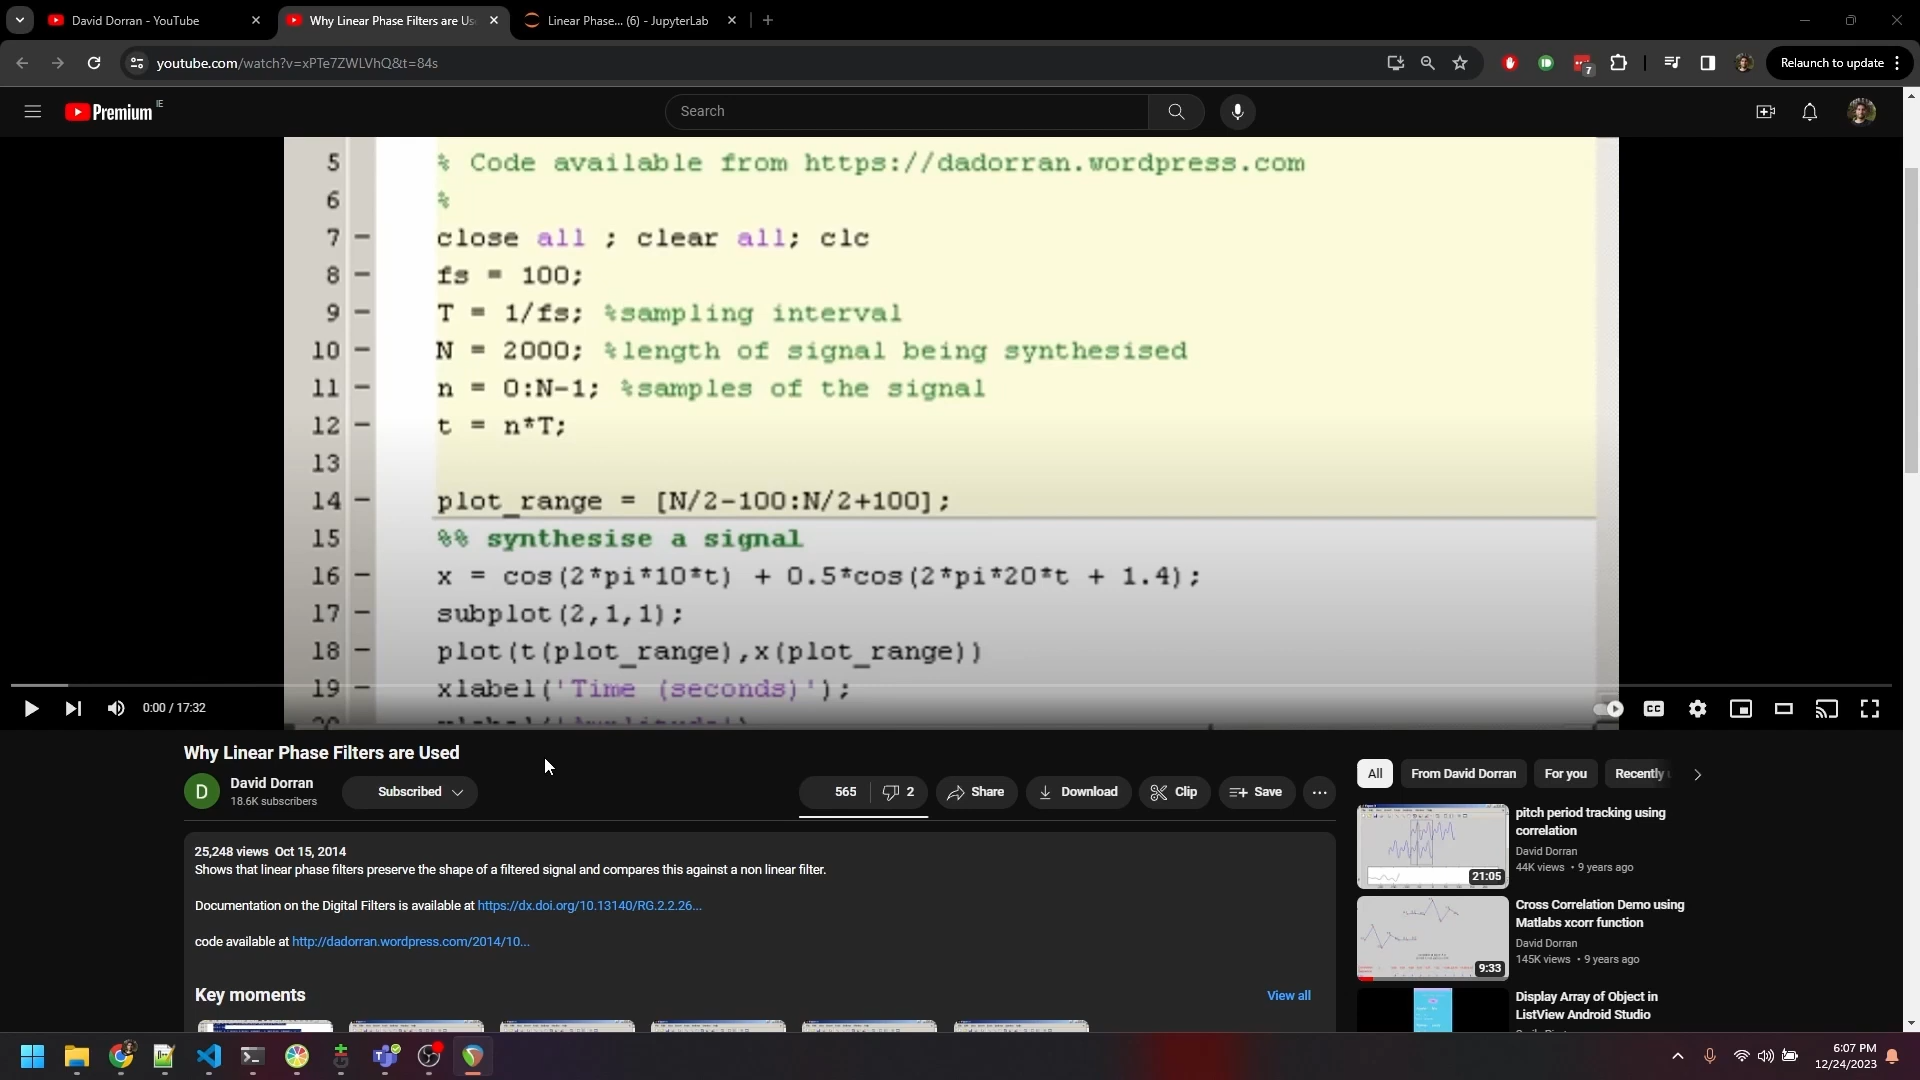 David Dorran - YouTube
Why Linear Phase Filters are Us
Linear Phase... (6) - JupyterLab
youtube.com/watch?v=xPTe7ZWLVhQ&t=84s
7
Relaunch to update
Premium IE
Search
5 % Code available from https://dadorran.wordpress.com
6 %
7 - close all ; clear all; clc
8 - fs = 100;
9 - T = 1/fs; %sampling interval
10 - N = 2000; %length of signal being synthesised
11 - n = 0:N-1; %samples of the signal
12 - t = n*T;
13
14 - plot_range = [N/2-100:N/2+100];
15 %% synthesise a signal
16 - x = cos(2*pi*10*t) + 0.5*cos(2*pi*20*t + 1.4);
17 - subplot(2,1,1);
18 - plot(t(plot_range),x(plot_range))
19 - xlabel('Time (seconds)');
0:00 / 17:32
CC
Why Linear Phase Filters are Used
D
David Dorran
18.6K subscribers
Subscribed
565
2
Share
Download
Clip
Save
25,248 views Oct 15, 2014
Shows that linear phase filters preserve the shape of a filtered signal and compares this against a non linear filter.
Documentation on the Digital Filters is available at https://dx.doi.org/10.13140/RG.2.2.26...
code available at http://dadorran.wordpress.com/2014/10...
Key moments
View all
All
From David Dorran
For you
Recently
pitch period tracking using
correlation
David Dorran
44K views • 9 years ago
21:05
Cross Correlation Demo using
Matlabs xcorr function
David Dorran
145K views • 9 years ago
9:33
Display Array of Object in
ListView Android Studio
6:07 PM
12/24/2023